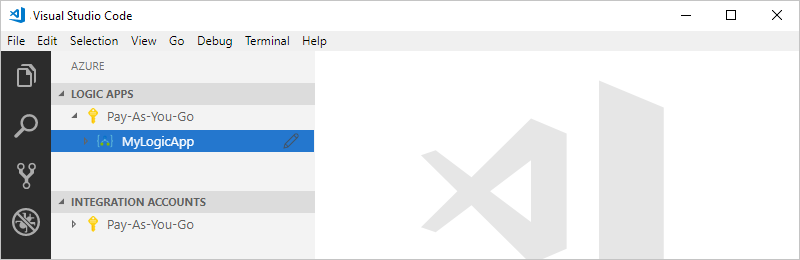 Visual Studio Code
File Edit Selection View Go Debug Terminal Help
AZURE
LOGIC APPS
Pay-As-You-Go
MyLogicApp
INTEGRATION ACCOUNTS
Pay-As-You-Go